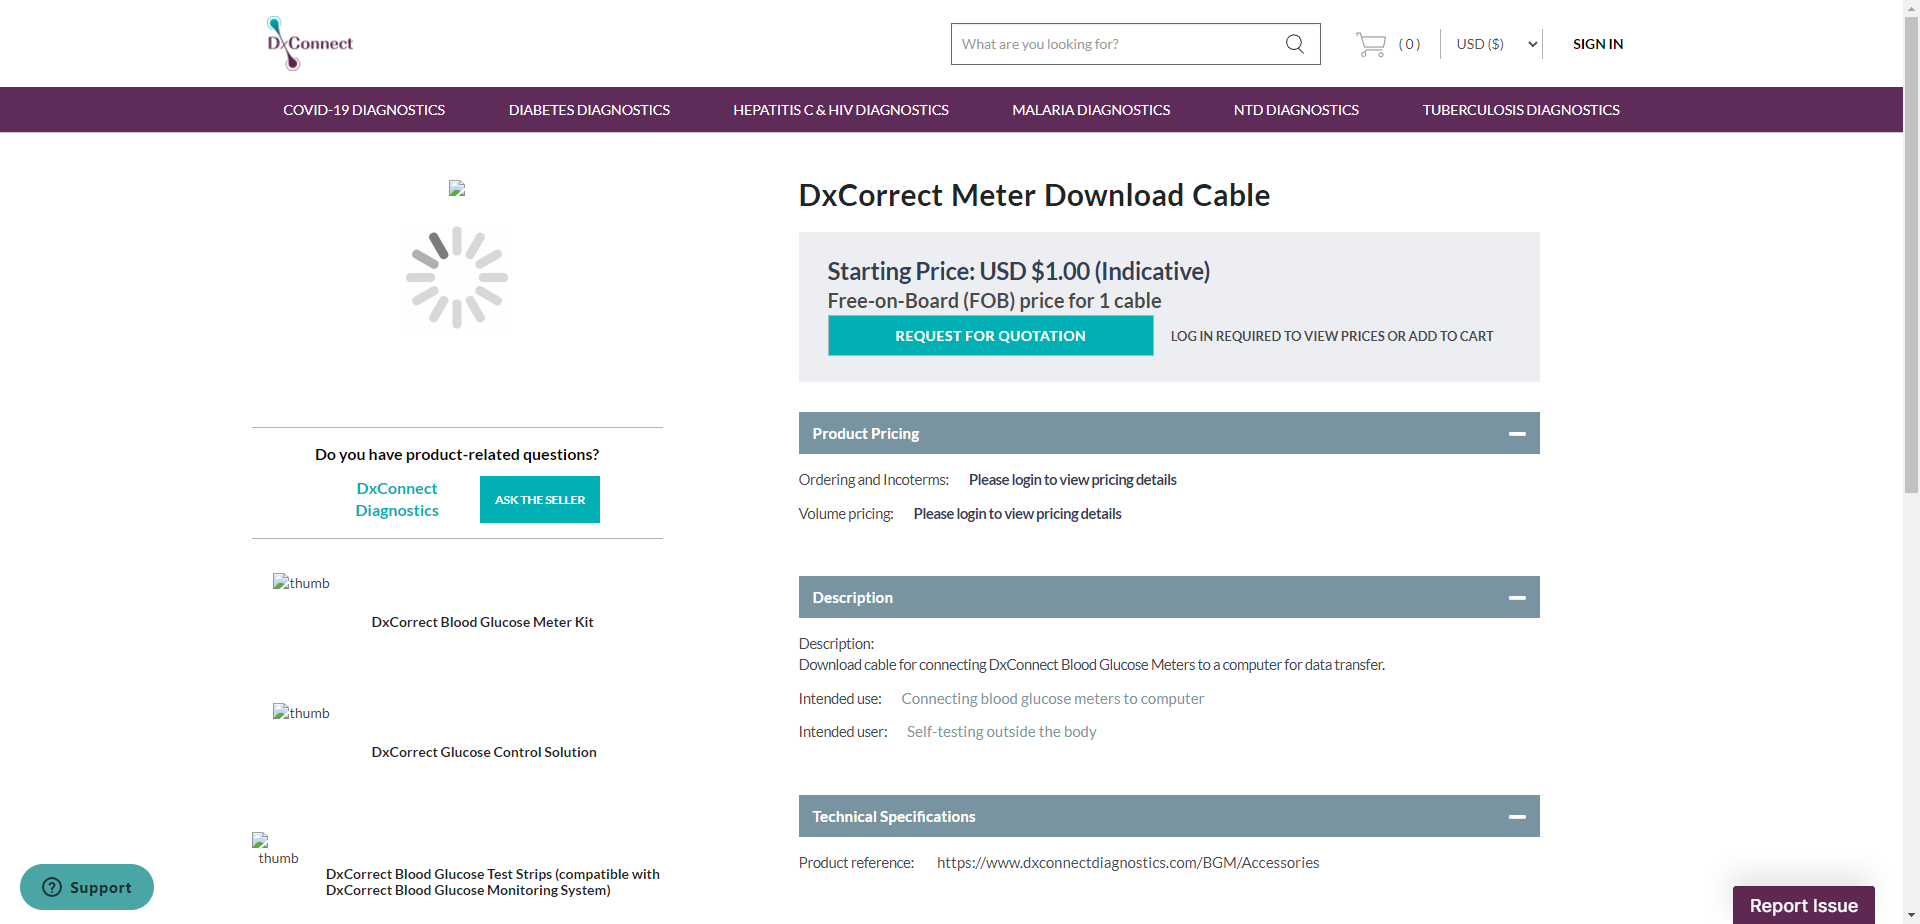 DxConnect
What are you looking for?
( 0 )
USD ($)
SIGN IN
COVID-19 DIAGNOSTICS
DIABETES DIAGNOSTICS
HEPATITIS C & HIV DIAGNOSTICS
MALARIA DIAGNOSTICS
NTD DIAGNOSTICS
TUBERCULOSIS DIAGNOSTICS
DxCorrect Meter Download Cable
Starting Price: USD $1.00 (Indicative)
Free-on-Board (FOB) price for 1 cable
REQUEST FOR QUOTATION
LOG IN REQUIRED TO VIEW PRICES OR ADD TO CART
Do you have product-related questions?
DxConnect
Diagnostics
ASK THE SELLER
thumb
DxCorrect Blood Glucose Meter Kit
thumb
DxCorrect Glucose Control Solution
thumb
DxCorrect Blood Glucose Test Strips (compatible with
DxCorrect Blood Glucose Monitoring System)
Product Pricing
Ordering and Incoterms: Please login to view pricing details
Volume pricing: Please login to view pricing details
Description
Description:
Download cable for connecting DxConnect Blood Glucose Meters to a computer for data transfer.
Intended use: Connecting blood glucose meters to computer
Intended user: Self-testing outside the body
Technical Specifications
Product reference: https://www.dxconnectdiagnostics.com/BGM/Accessories
Support
Report Issue